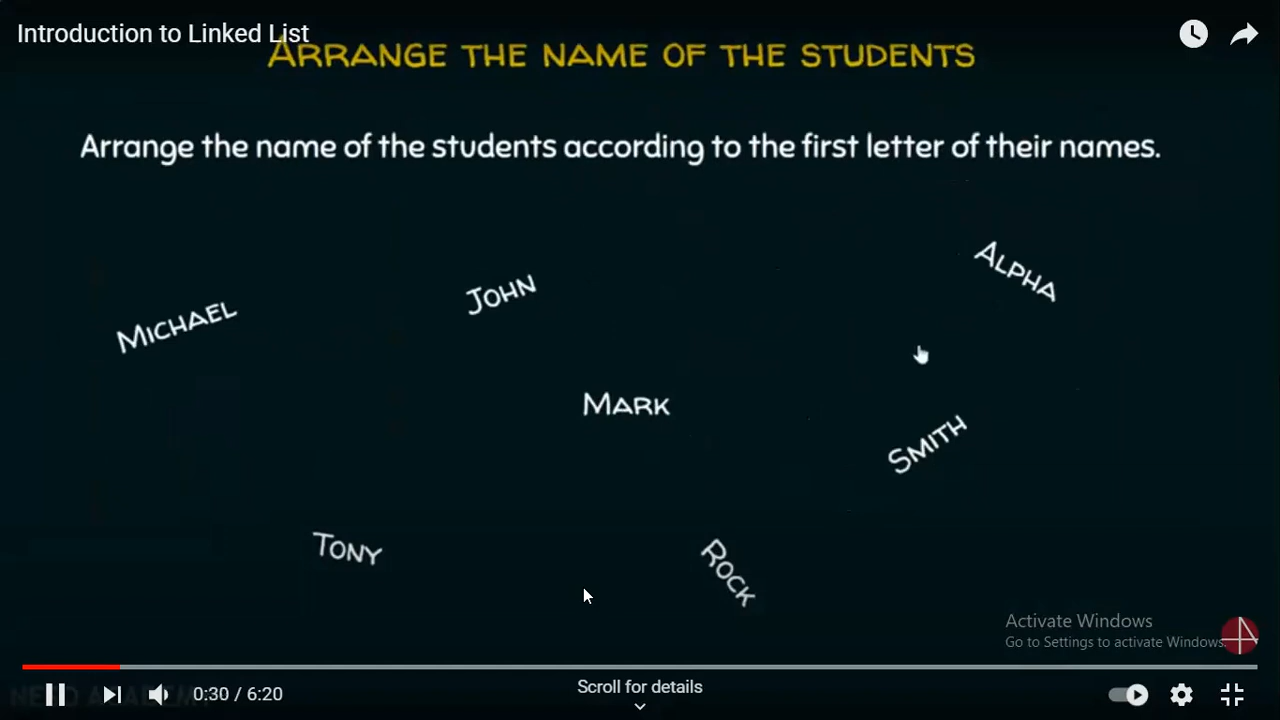 Introduction to Linked List
ARRANGE THE NAME OF THE STUDENTS
Arrange the name of the students according to the first letter of their names.
ALPHA
JOHN
MICHAEL
MARK
SMITH
TONY
ROCK
Activate Windows
Go to Settings to activate Windows.
0:30 / 6:20
Scroll for details